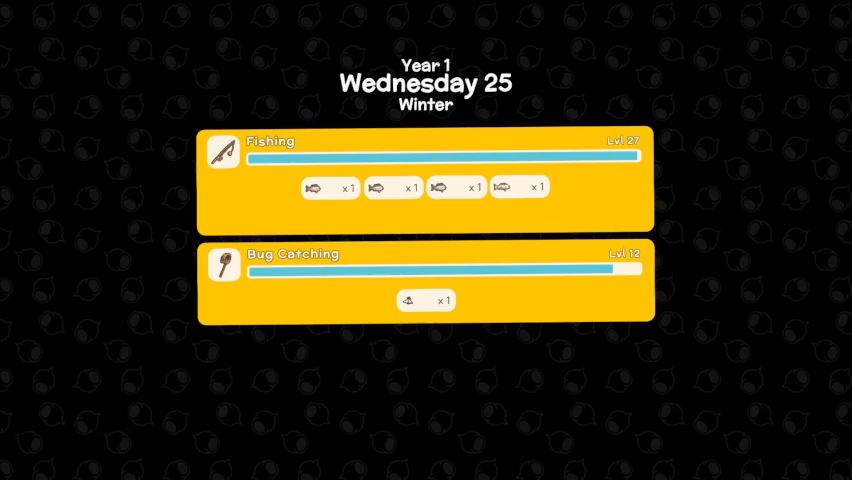 Year 1
Wednesday 25
Winter
Fishing Lvl 27
x 1 x 1 x 1 x 1
Bug Catching Lvl 12
x 1